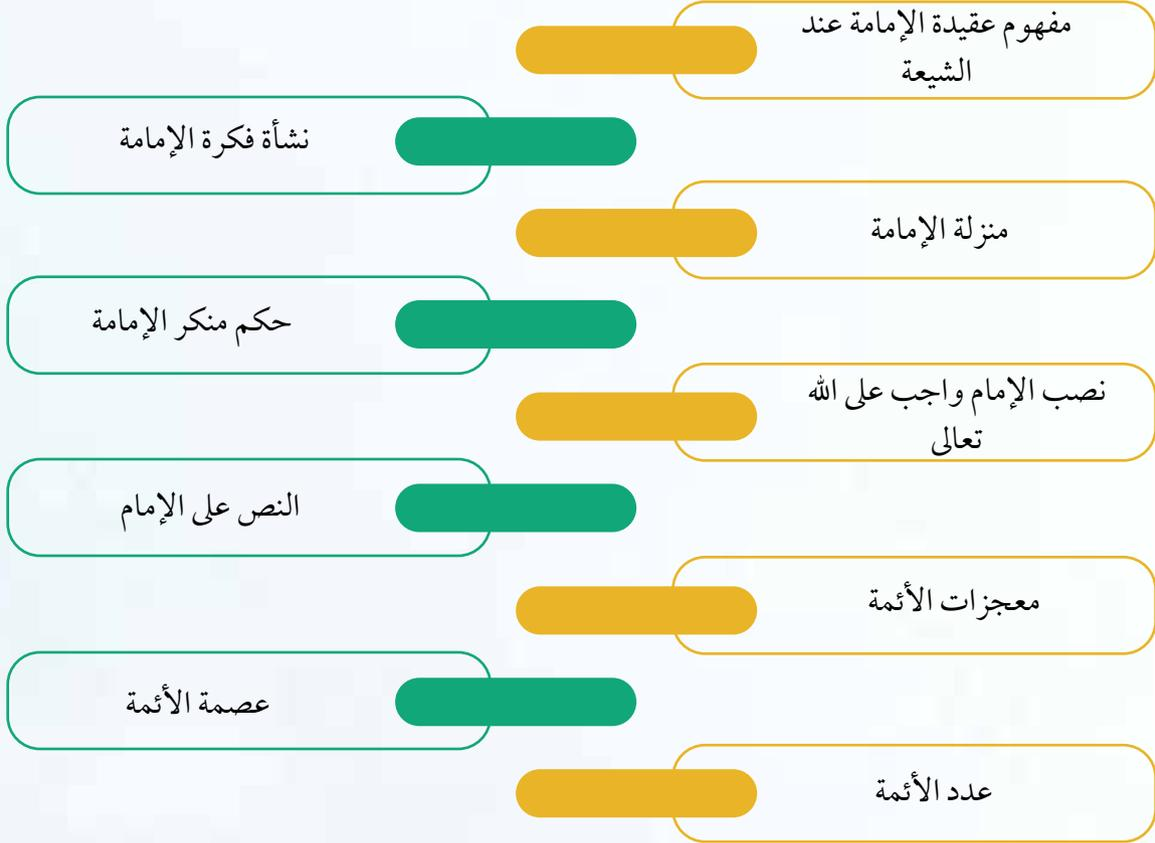 مفهوم عقيدة الإمامة عند
الشيعة
نشأة فكرة الإمامة
منزلة الإمامة
حكم منكر الإمامة
نصب الإمام واجب على الله
تعالى
النص على الإمام
معجزات الأئمة
عصمة الأئمة
عدد الأئمة